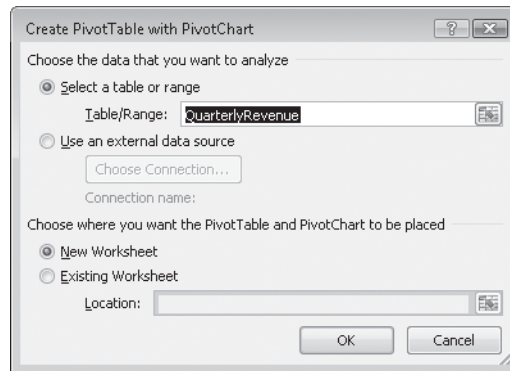 Create PivotTable with PivotChart
Choose the data that you want to analyze
Select a table or range
Table/Range: QuarterlyRevenue
Use an external data source
Choose Connection...
Connection name:
Choose where you want the PivotTable and PivotChart to be placed
New Worksheet
Existing Worksheet
Location:
OK Cancel